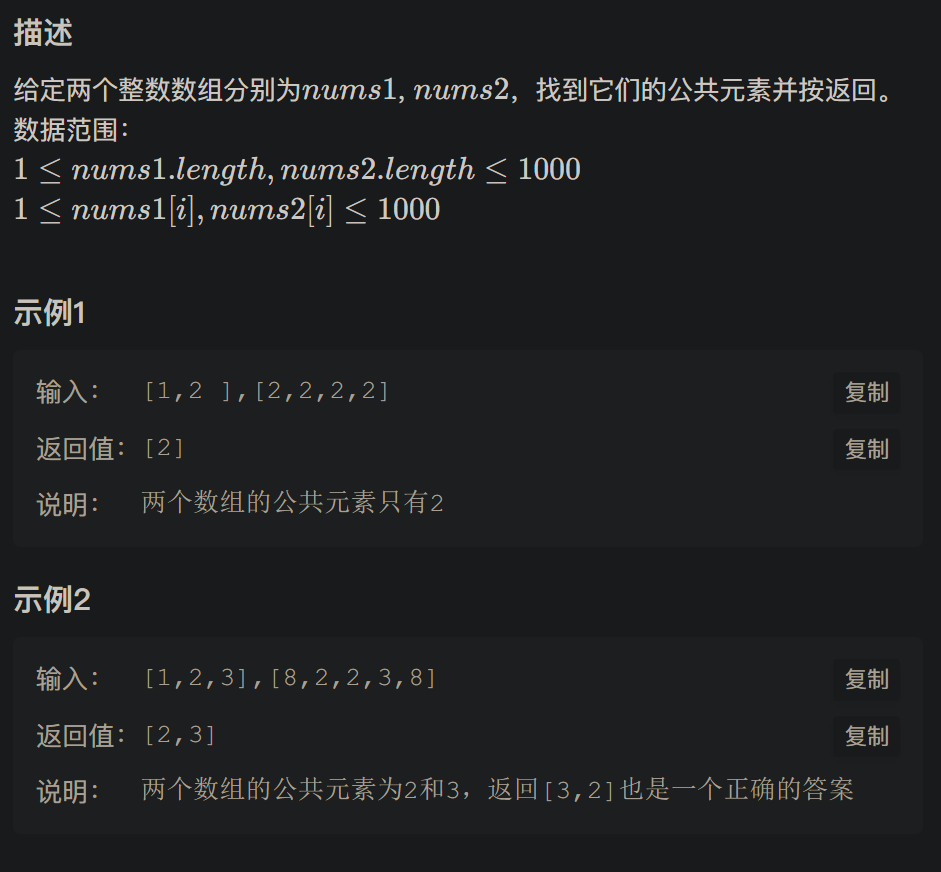 描述
给定两个整数数组分别为nums1, nums2，找到它们的公共元素并按返回。
数据范围：
1 ≤ nums1.length, nums2.length ≤ 1000
1 ≤ nums1[i], nums2[i] ≤ 1000
示例1
输入： [1,2 ],[2,2,2,2] 复制
返回值： [2] 复制
说明： 两个数组的公共元素只有2
示例2
输入： [1,2,3],[8,2,2,3,8] 复制
返回值： [2,3] 复制
说明： 两个数组的公共元素为2和3，返回[3,2]也是一个正确的答案